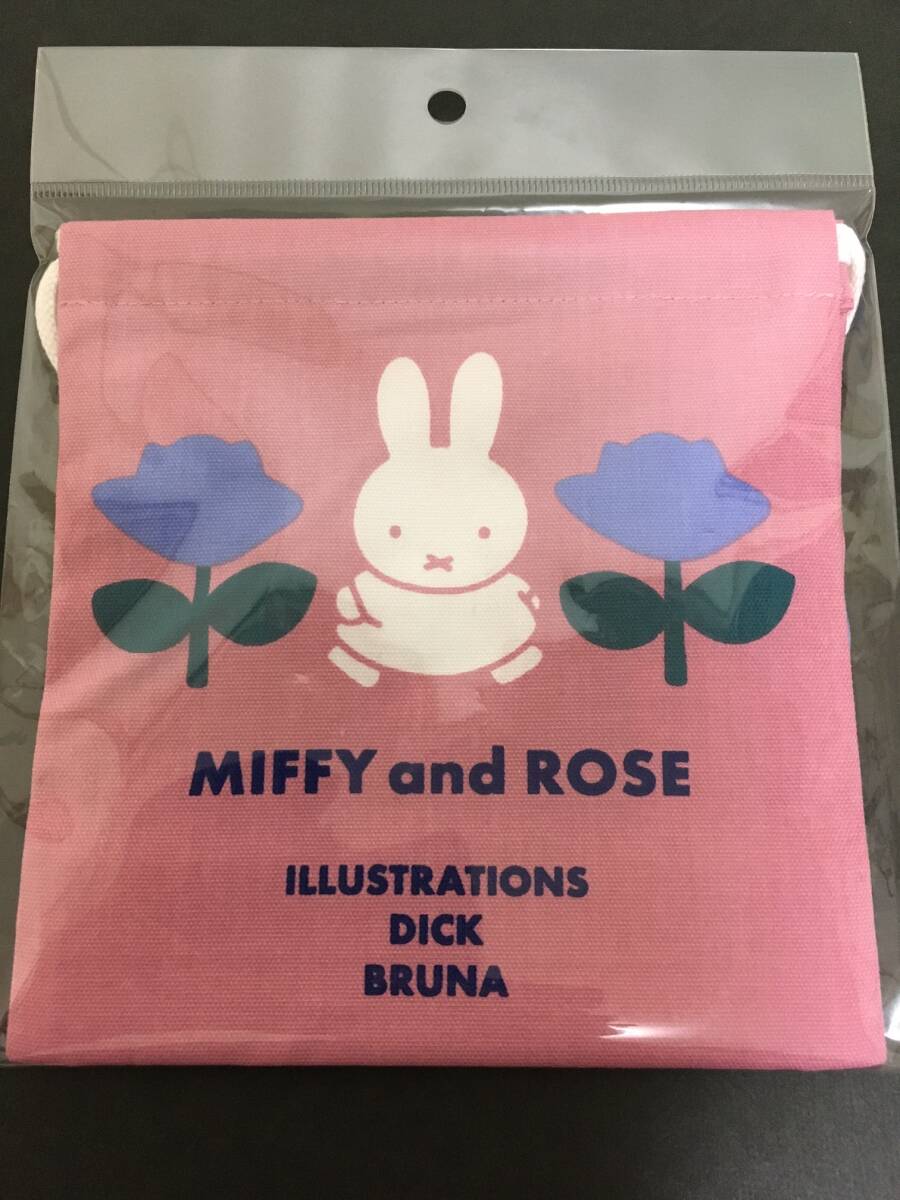 MIFFY and ROSE
ILLUSTRATIONS
DICK
BRUNA